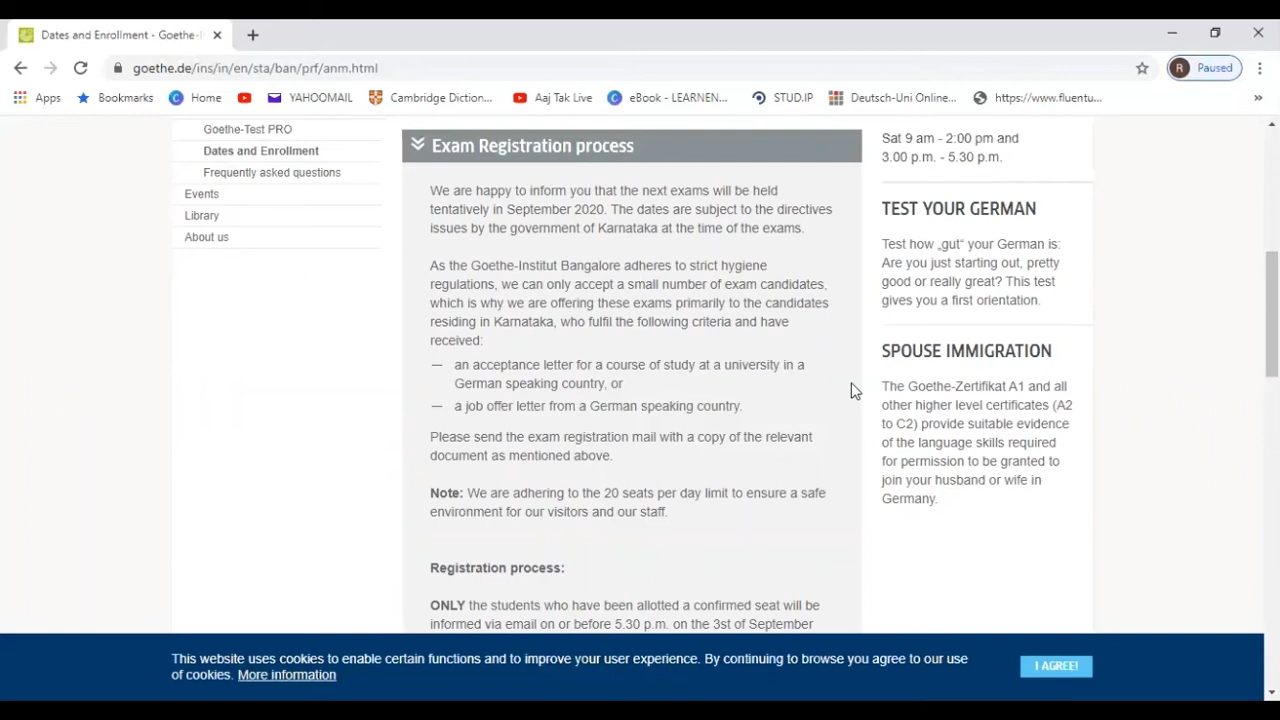 Dates and Enrollment - Goethe-I
goethe.de/ins/in/en/sta/ban/prf/anm.html
R Paused
Apps Bookmarks Home YAHOOMAIL Cambridge Diction... Aaj Tak Live eBook - LEARNEN... STUD.IP Deutsch-Uni Online... https://www.fluentu...
Goethe-Test PRO
Dates and Enrollment
Frequently asked questions
Events
Library
About us
Exam Registration process
We are happy to inform you that the next exams will be held
tentatively in September 2020. The dates are subject to the directives
issues by the government of Karnataka at the time of the exams.
As the Goethe-Institut Bangalore adheres to strict hygiene
regulations, we can only accept a small number of exam candidates,
which is why we are offering these exams primarily to the candidates
residing in Karnataka, who fulfil the following criteria and have
received:
— an acceptance letter for a course of study at a university in a
German speaking country, or
— a job offer letter from a German speaking country.
Please send the exam registration mail with a copy of the relevant
document as mentioned above.
Note: We are adhering to the 20 seats per day limit to ensure a safe
environment for our visitors and our staff.
Registration process:
ONLY the students who have been allotted a confirmed seat will be
informed via email on or before 5.30 p.m. on the 3st of September
Sat 9 am - 2:00 pm and
3.00 p.m. - 5.30 p.m.
TEST YOUR GERMAN
Test how „gut“ your German is:
Are you just starting out, pretty
good or really great? This test
gives you a first orientation.
SPOUSE IMMIGRATION
The Goethe-Zertifikat A1 and all
other higher level certificates (A2
to C2) provide suitable evidence
of the language skills required
for permission to be granted to
join your husband or wife in
Germany.
This website uses cookies to enable certain functions and to improve your user experience. By continuing to browse you agree to our use
of cookies. More information
I AGREE!